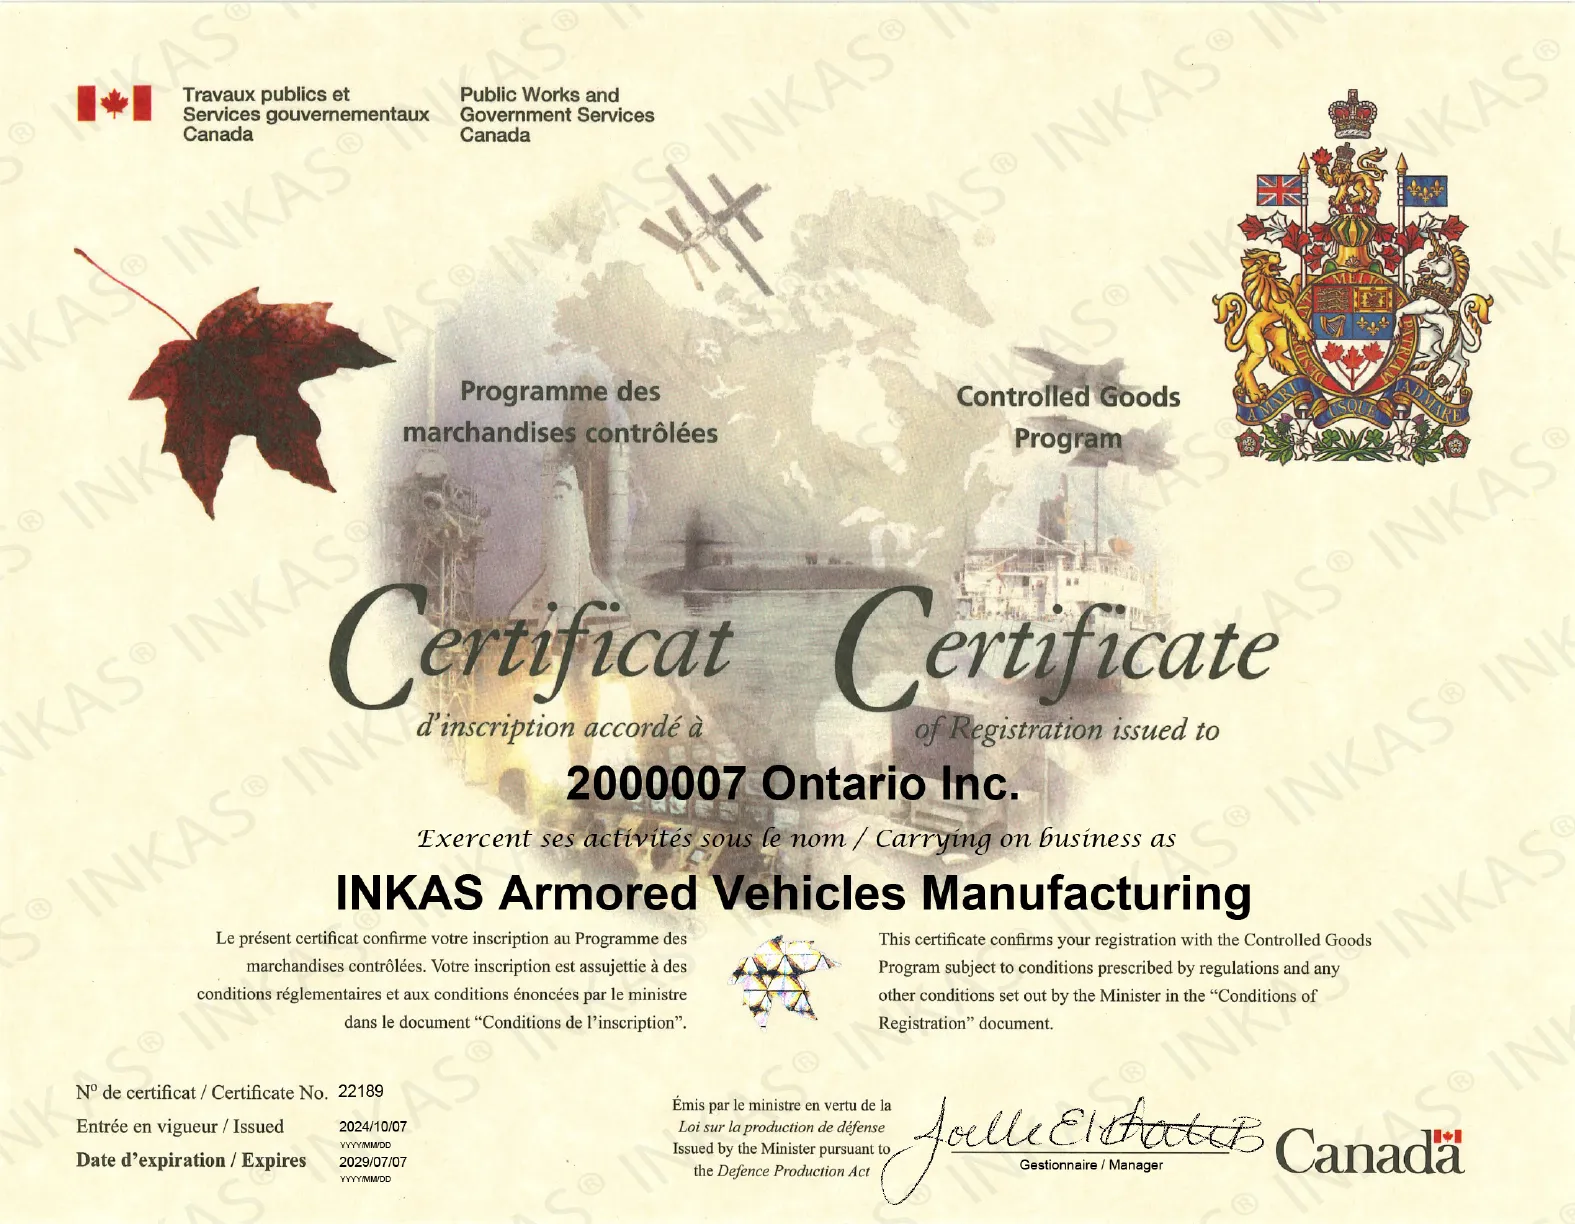 Travaux publics et
Services gouvernementaux
Canada
Public Works and
Government Services
Canada
Programme des
marchandises contrôlées
Controlled Goods
Program
Certificat
d'inscription accordé à
Certificate
of Registration issued to
2000007 Ontario Inc.
Exercent ses activités sous le nom / Carrying on business as
INKAS Armored Vehicles Manufacturing
Le présent certificat confirme votre inscription au Programme des
marchandises contrôlées. Votre inscription est assujettie à des
conditions réglementaires et aux conditions énoncées par le ministre
dans le document “Conditions de l’inscription”.
This certificate confirms your registration with the Controlled Goods
Program subject to conditions prescribed by regulations and any
other conditions set out by the Minister in the “Conditions of
Registration” document.
Nº de certificat / Certificate No. 22189
Entrée en vigueur / Issued 2024/10/07
YYYY/MM/DD
Date d’expiration / Expires 2029/07/07
YYYY/MM/DD
Émis par le ministre en vertu de la
Loi sur la production de défense
Issued by the Minister pursuant to
the Defence Production Act
Joelle El
Gestionnaire / Manager
Canada
INKAS®
A MARI USQUE AD MARE